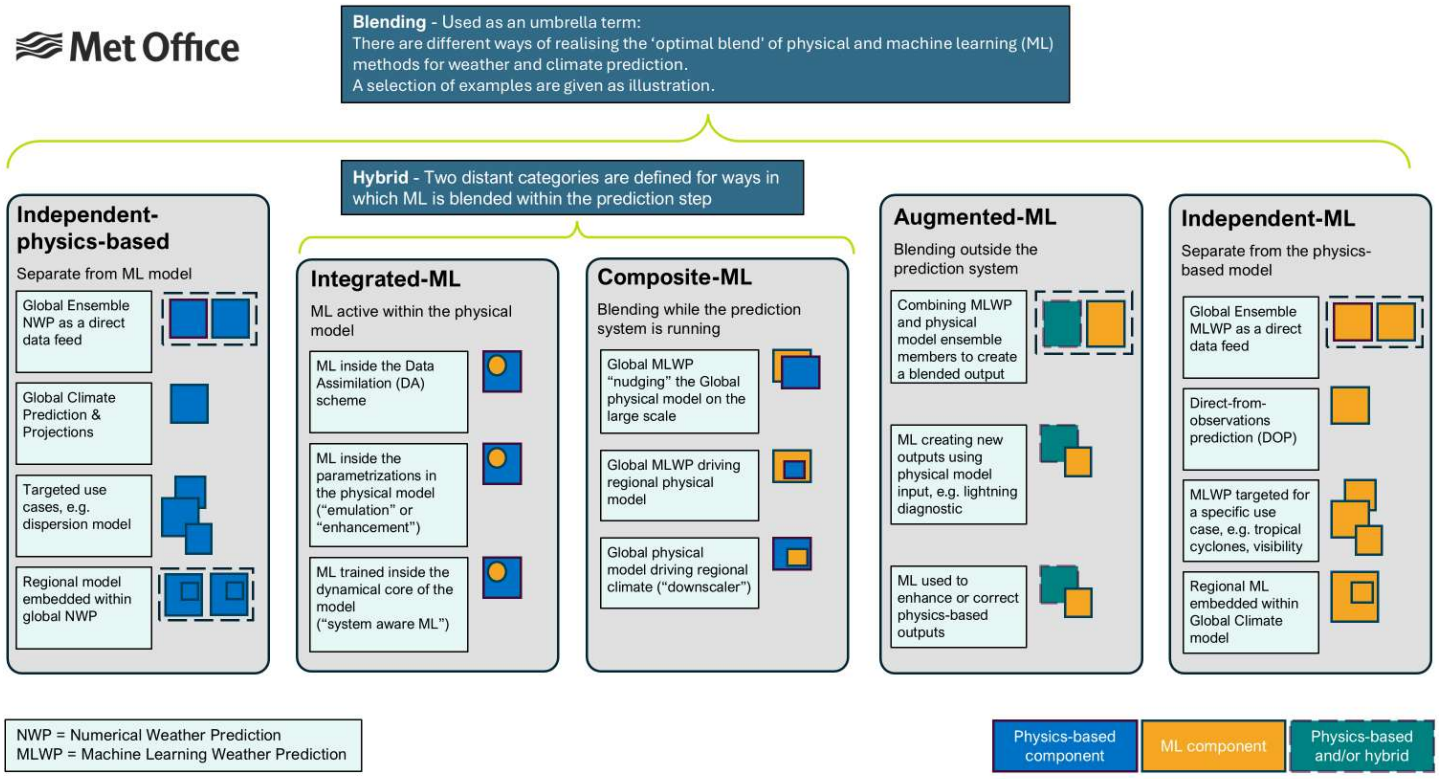 Met Office
Blending - Used as an umbrella term:
There are different ways of realising the ‘optimal blend’ of physical and machine learning (ML)
methods for weather and climate prediction.
A selection of examples are given as illustration.
Hybrid - Two distant categories are defined for ways in
which ML is blended within the prediction step
Independent-
physics-based
Separate from ML model
Global Ensemble
NWP as a direct
data feed
Global Climate
Prediction &
Projections
Targeted use
cases, e.g.
dispersion model
Regional model
embedded within
global NWP
Integrated-ML
ML active within the physical
model
ML inside the Data
Assimilation (DA)
scheme
ML inside the
parametrizations in
the physical model
(“emulation” or
“enhancement”)
ML trained inside the
dynamical core of the
model
(“system aware ML”)
Composite-ML
Blending while the prediction
system is running
Global MLWP
“nudging” the Global
physical model on the
large scale
Global MLWP driving
regional physical
model
Global physical
model driving regional
climate (“downscaler”)
Augmented-ML
Blending outside the
prediction system
Combining MLWP
and physical
model ensemble
members to create
a blended output
ML creating new
outputs using
physical model
input, e.g. lightning
diagnostic
ML used to
enhance or correct
physics-based
outputs
Independent-ML
Separate from the physics-
based model
Global Ensemble
MLWP as a direct
data feed
Direct-from-
observations
prediction (DOP)
MLWP targeted for
a specific use
case, e.g. tropical
cyclones, visibility
Regional ML
embedded within
Global Climate
model
NWP = Numerical Weather Prediction
MLWP = Machine Learning Weather Prediction
Physics-based
component
ML component
Physics-based
and/or hybrid